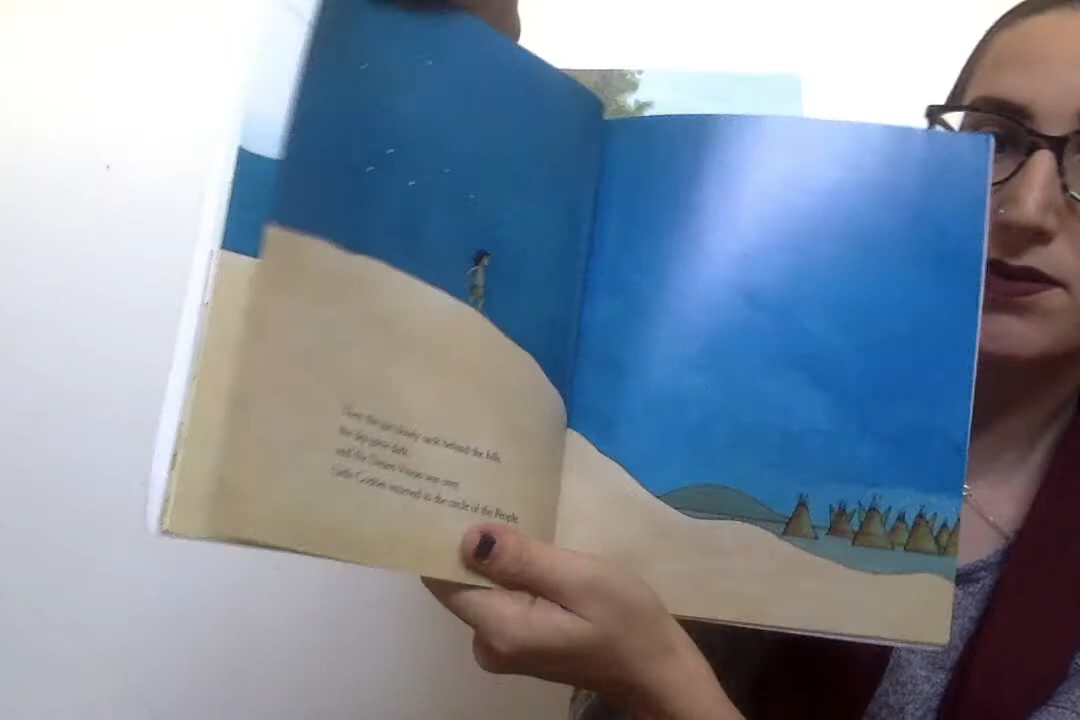 Then the sun slowly sank behind the hills,
the sky grew dark,
and the Dream Vision was over.
Little Gopher returned to the circle of the People.